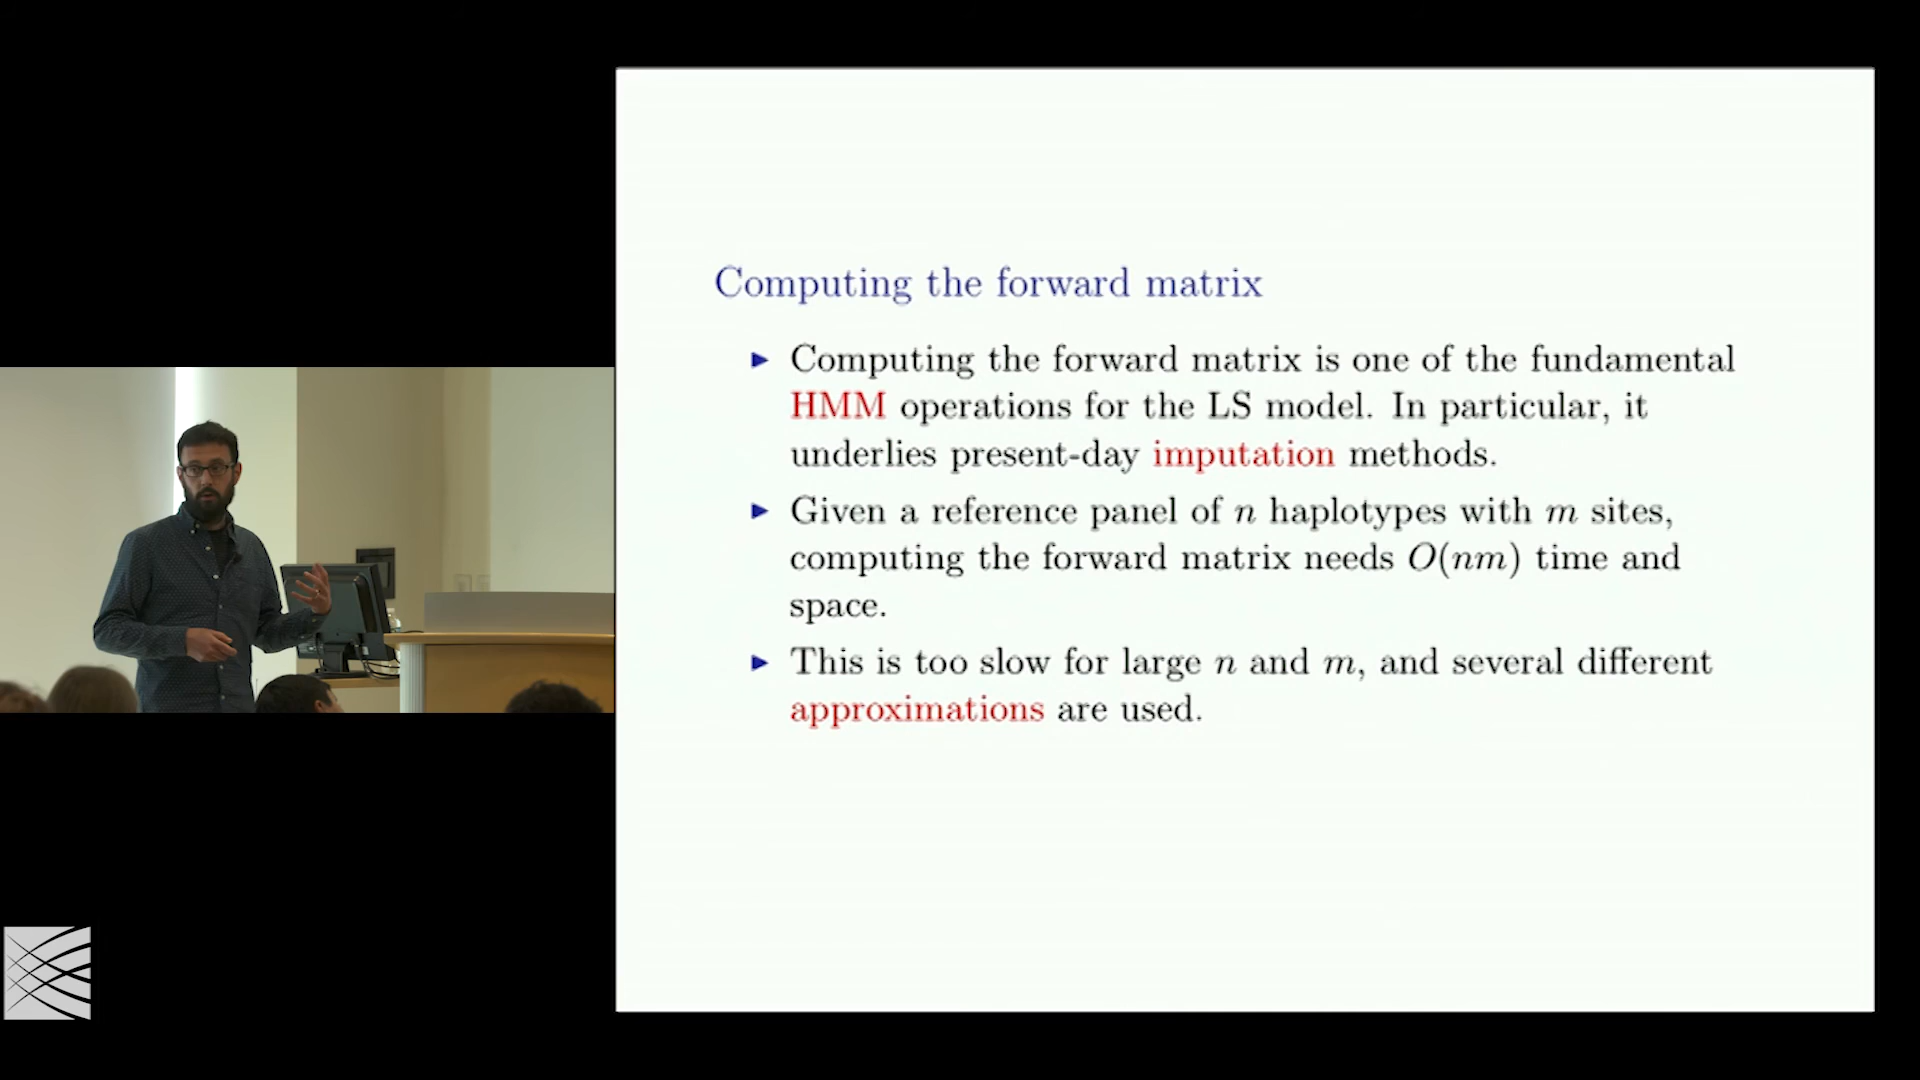 Computing the forward matrix
▶ Computing the forward matrix is one of the fundamental
HMM operations for the LS model. In particular, it
underlies present-day imputation methods.
▶ Given a reference panel of n haplotypes with m sites,
computing the forward matrix needs O(nm) time and
space.
▶ This is too slow for large n and m, and several different
approximations are used.